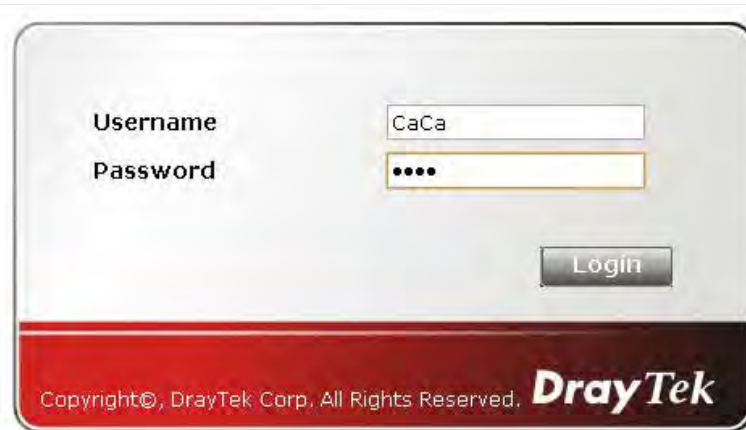 Username CaCa
Password ••••
Login
Copyright©, DrayTek Corp. All Rights Reserved. DrayTek